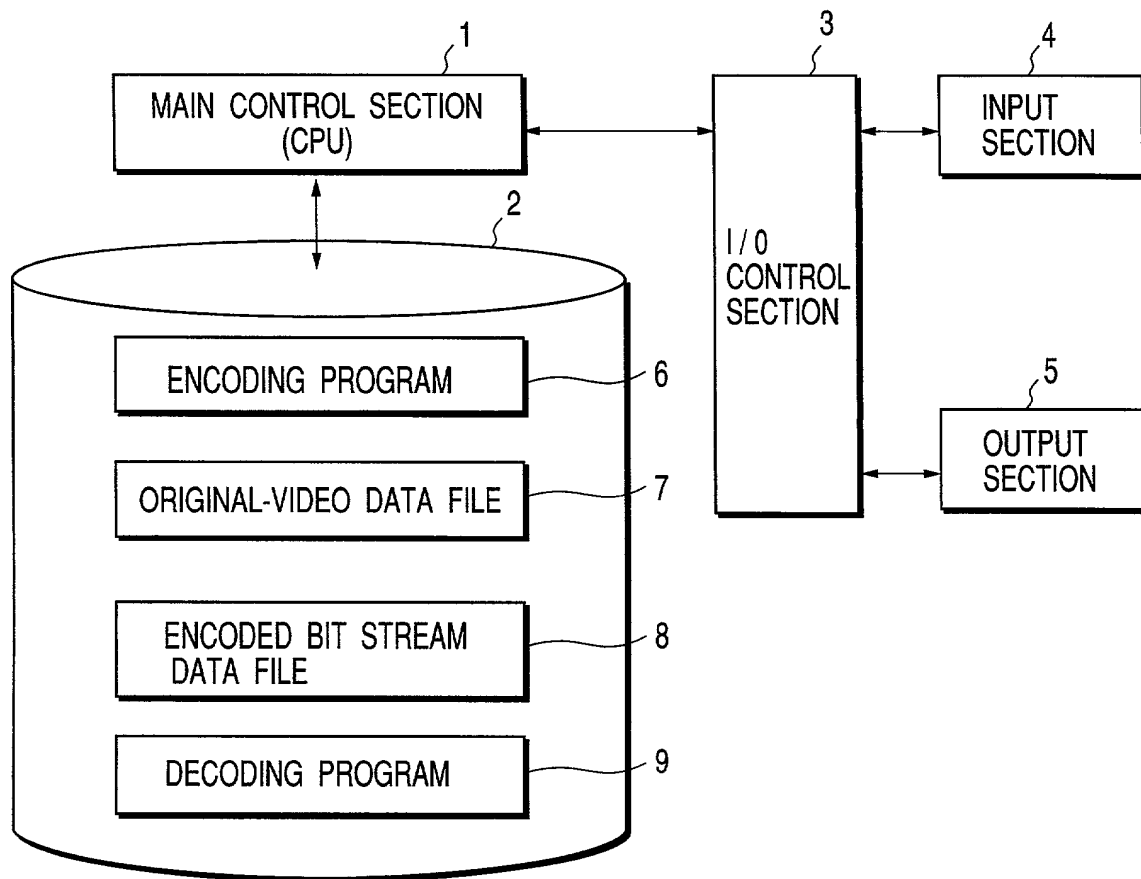 1
MAIN CONTROL SECTION
(CPU)
2
3
I/O
CONTROL
SECTION
4
INPUT
SECTION
5
OUTPUT
SECTION
ENCODING PROGRAM
6
ORIGINAL-VIDEO DATA FILE
7
ENCODED BIT STREAM
DATA FILE
8
DECODING PROGRAM
9